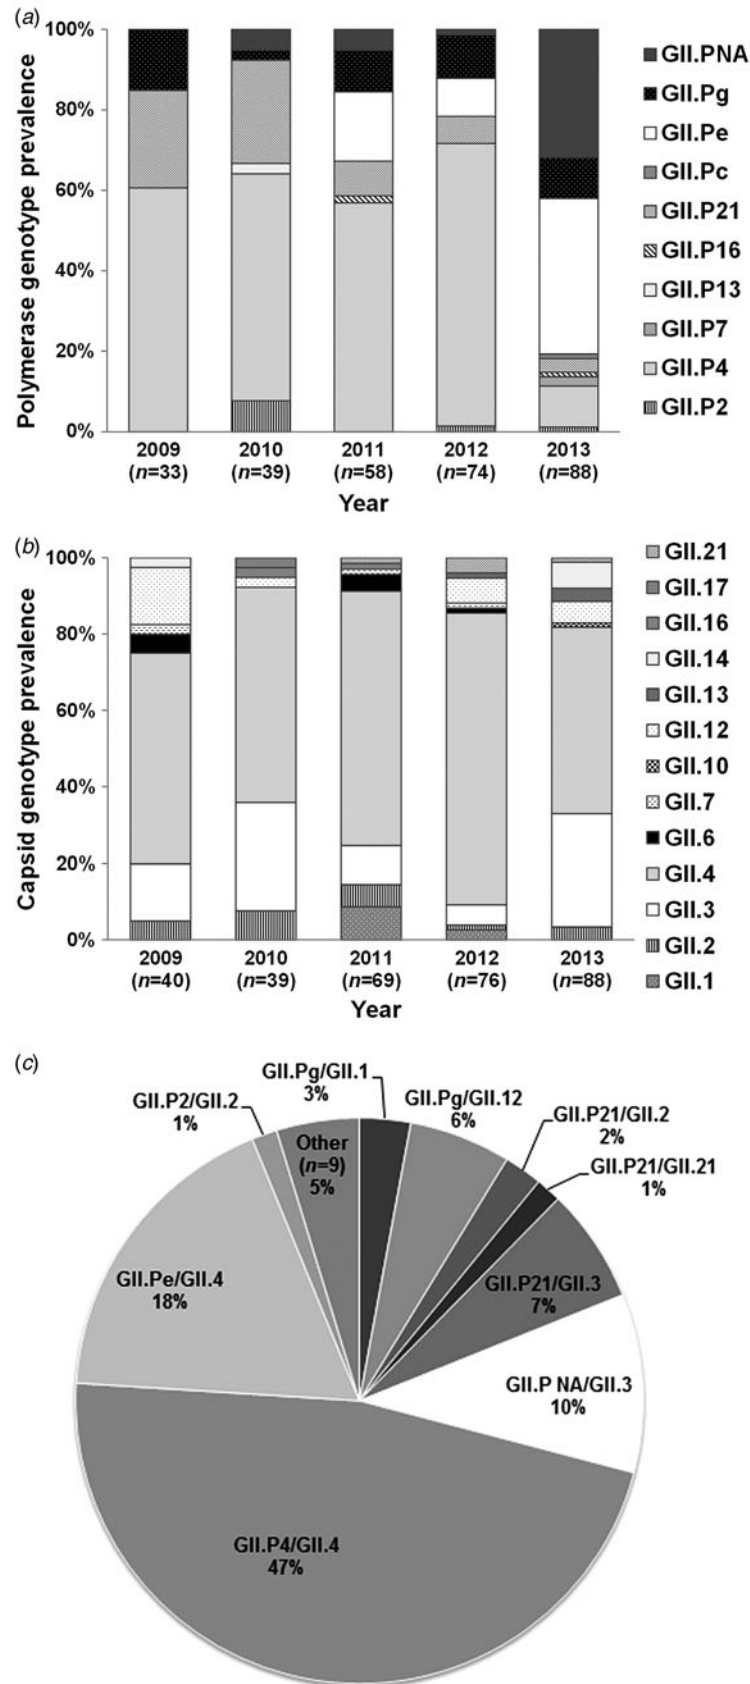 (a)
Polymerase genotype prevalence
100%
80%
60%
40%
20%
0%
2009 2010 2011 2012 2013
(n=33) (n=39) (n=58) (n=74) (n=88)
Year
GII.PNA
GII.Pg
GII.Pe
GII.Pc
GII.P21
GII.P16
GII.P13
GII.P7
GII.P4
GII.P2
(b)
Capsid genotype prevalence
100%
80%
60%
40%
20%
0%
2009 2010 2011 2012 2013
(n=40) (n=39) (n=69) (n=76) (n=88)
Year
GII.21
GII.17
GII.16
GII.14
GII.13
GII.12
GII.10
GII.7
GII.6
GII.4
GII.3
GII.2
GII.1
(c)
GII.Pg/GII.1
3%
GII.Pg/GII.12
6%
GII.P21/GII.2
2%
GII.P21/GII.21
1%
GII.P21/GII.3
7%
GII.P NA/GII.3
10%
GII.P4/GII.4
47%
GII.Pe/GII.4
18%
GII.P2/GII.2
1%
Other
(n=9)
5%